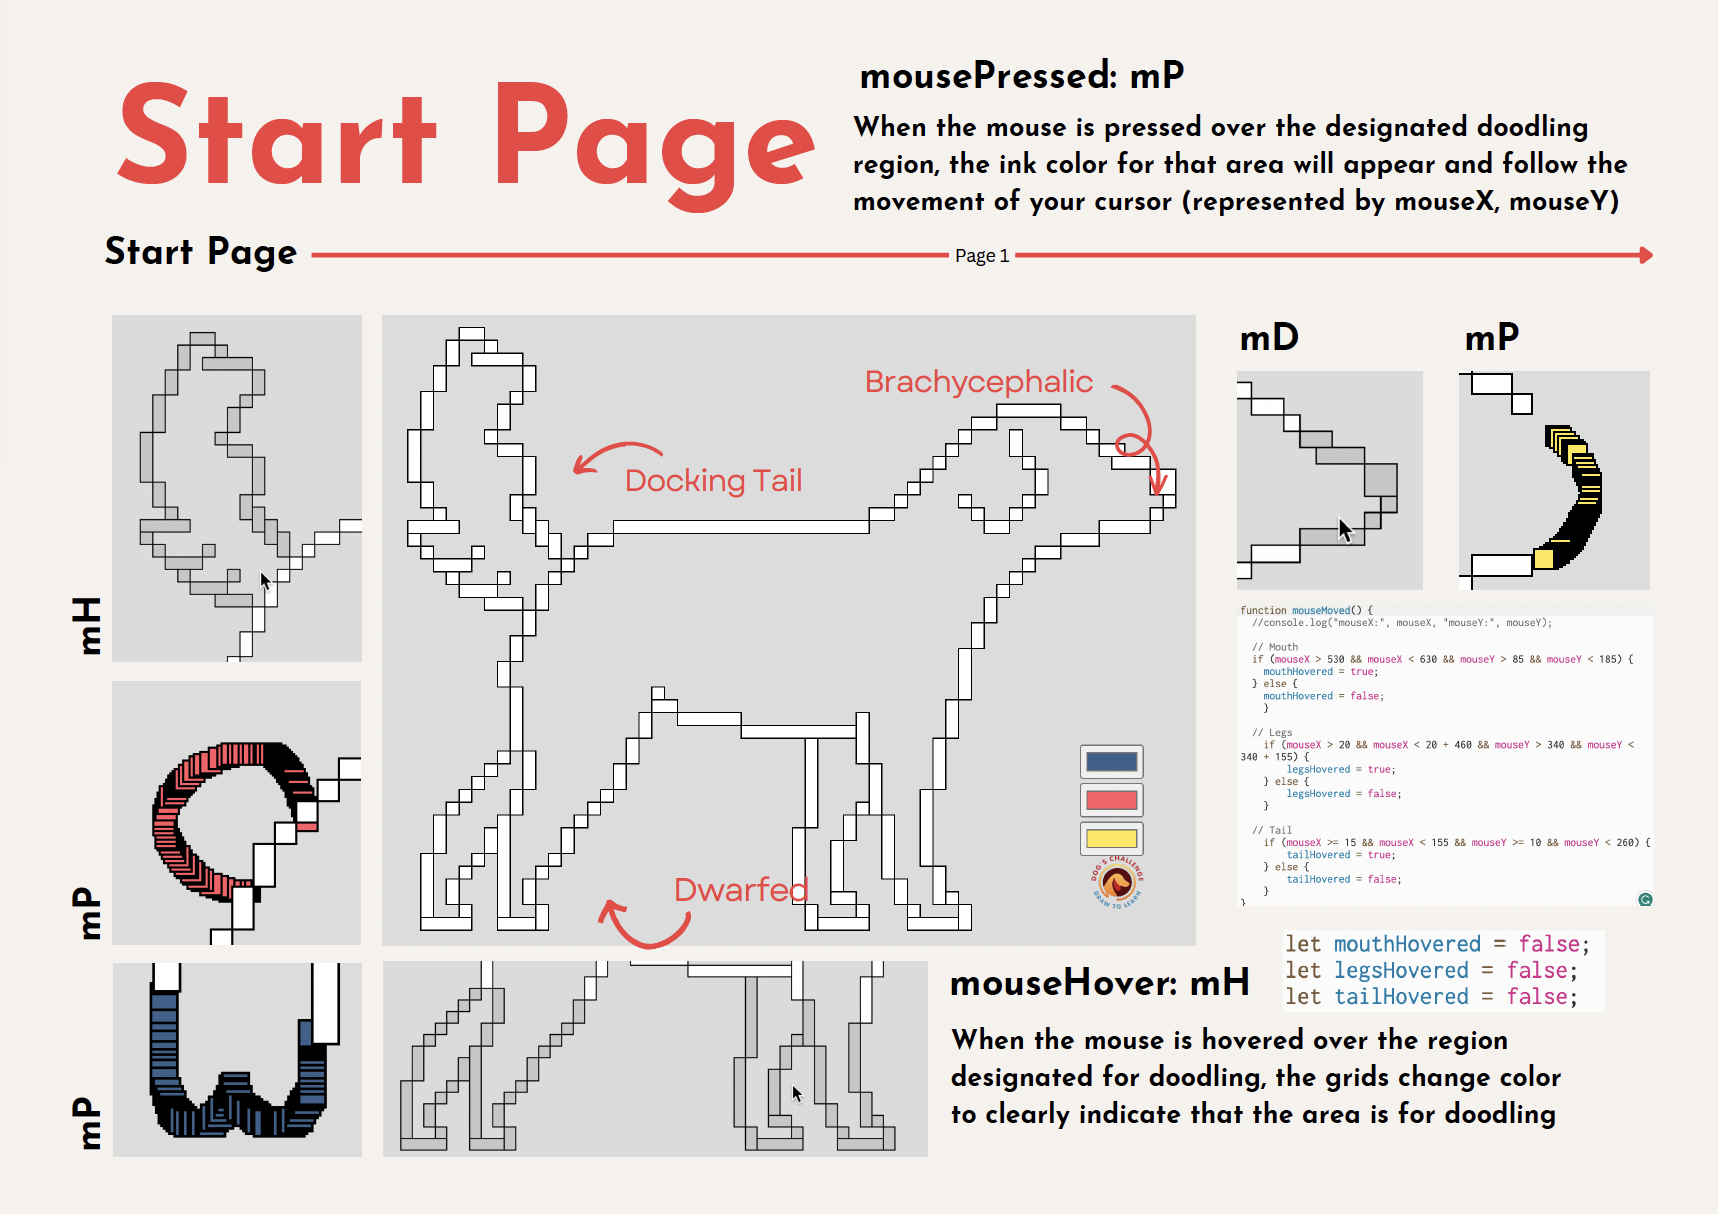 Start Page
mousePressed: mP
When the mouse is pressed over the designated doodling
region, the ink color for that area will appear and follow the
movement of your cursor (represented by mouseX, mouseY)
Start Page
Page 1
mH
mP
mP
Brachycephalic
Docking Tail
Dwarfed
DOG'S CHALLENGE
DRAW TO LEARN
mD
mP
function mouseMoved() {
//console.log("mouseX:", mouseX, "mouseY:", mouseY);
// Mouth
if (mouseX > 530 && mouseX < 630 && mouseY > 85 && mouseY < 185) {
mouthHovered = true;
} else {
mouthHovered = false;
}
// Legs
if (mouseX > 20 && mouseX < 20 + 460 && mouseY > 340 && mouseY <
340 + 155) {
legsHovered = true;
} else {
legsHovered = false;
}
// Tail
if (mouseX >= 15 && mouseX < 155 && mouseY >= 10 && mouseY < 260) {
tailHovered = true;
} else {
tailHovered = false;
}
}
let mouthHovered = false;
let legsHovered = false;
let tailHovered = false;
mouseHover: mH
When the mouse is hovered over the region
designated for doodling, the grids change color
to clearly indicate that the area is for doodling